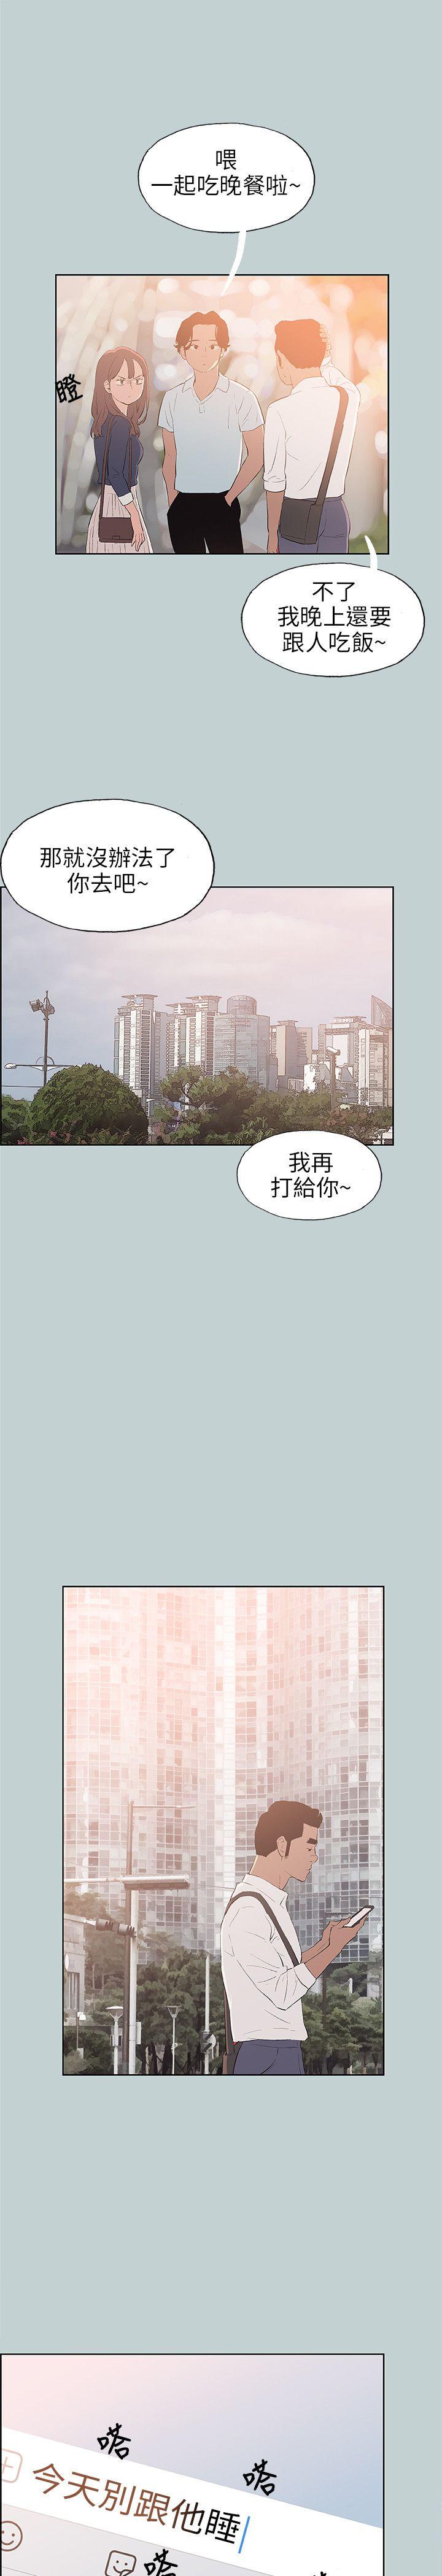 喂
一起吃晚餐啦~
瞪
不了
我晚上還要
跟人吃飯~
那就沒辦法了
你去吧~
我再
打給你~
嗒
嗒
今天別跟他睡
嗒